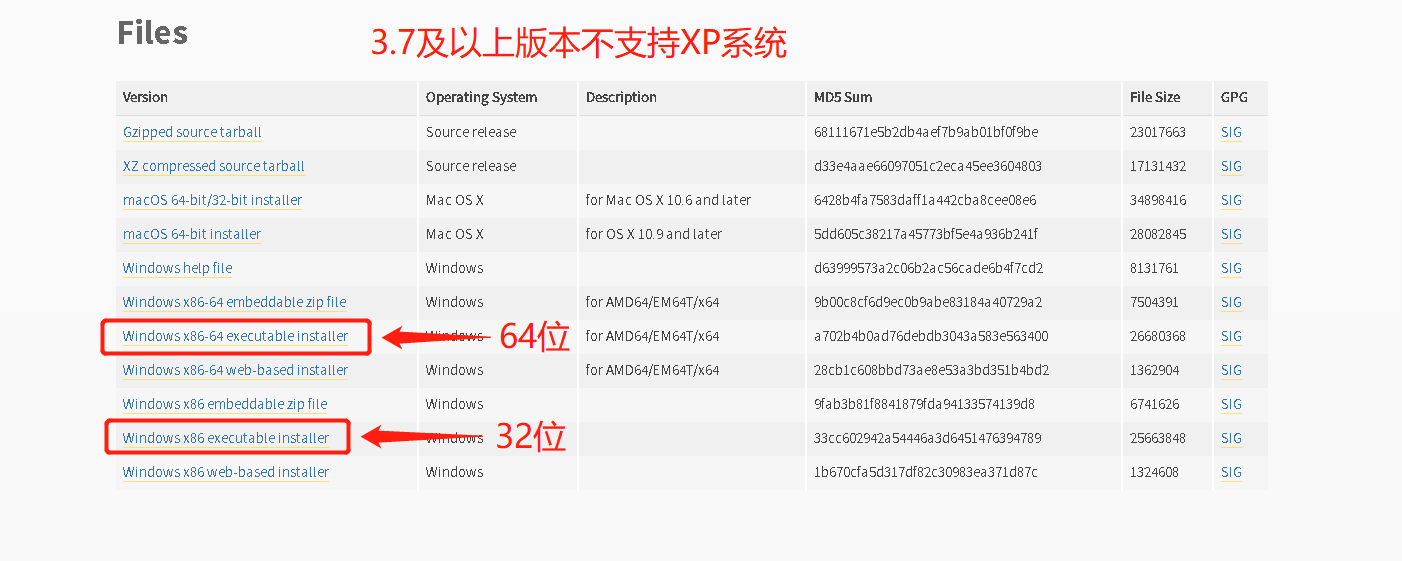 Files
3.7及以上版本不支持XP系统
Version Operating System Description MD5 Sum File Size GPG
Gzipped source tarball Source release 68111671e5b2db4aef7b9ab01bf0f9be 23017663 SIG
XZ compressed source tarball Source release d33e4aae66097051c2eca45ee3604803 17131432 SIG
macOS 64-bit/32-bit installer Mac OS X for Mac OS X 10.6 and later 6428b4fa7583daff1a442cba8cee08e6 34898416 SIG
macOS 64-bit installer Mac OS X for OS X 10.9 and later 5dd605c38217a45773bf5e4a936b241f 28082845 SIG
Windows help file Windows d63999573a2c06b2ac56cade6b4f7cd2 8131761 SIG
Windows x86-64 embeddable zip file Windows for AMD64/EM64T/x64 9b00c8cf6d9ec0b9abe83184a40729a2 7504391 SIG
Windows x86-64 executable installer Windows 64位 for AMD64/EM64T/x64 a702b4b0ad76debdb3043a583e563400 26680368 SIG
Windows x86-64 web-based installer Windows for AMD64/EM64T/x64 28cb1c608bbd73ae8e53a3bd351b4bd2 1362904 SIG
Windows x86 embeddable zip file Windows 9fab3b81f8841879fda94133574139d8 6741626 SIG
Windows x86 executable installer Windows 32位 33cc602942a54446a3d6451476394789 25663848 SIG
Windows x86 web-based installer Windows 1b670cfa5d317df82c30983ea371d87c 1324608 SIG